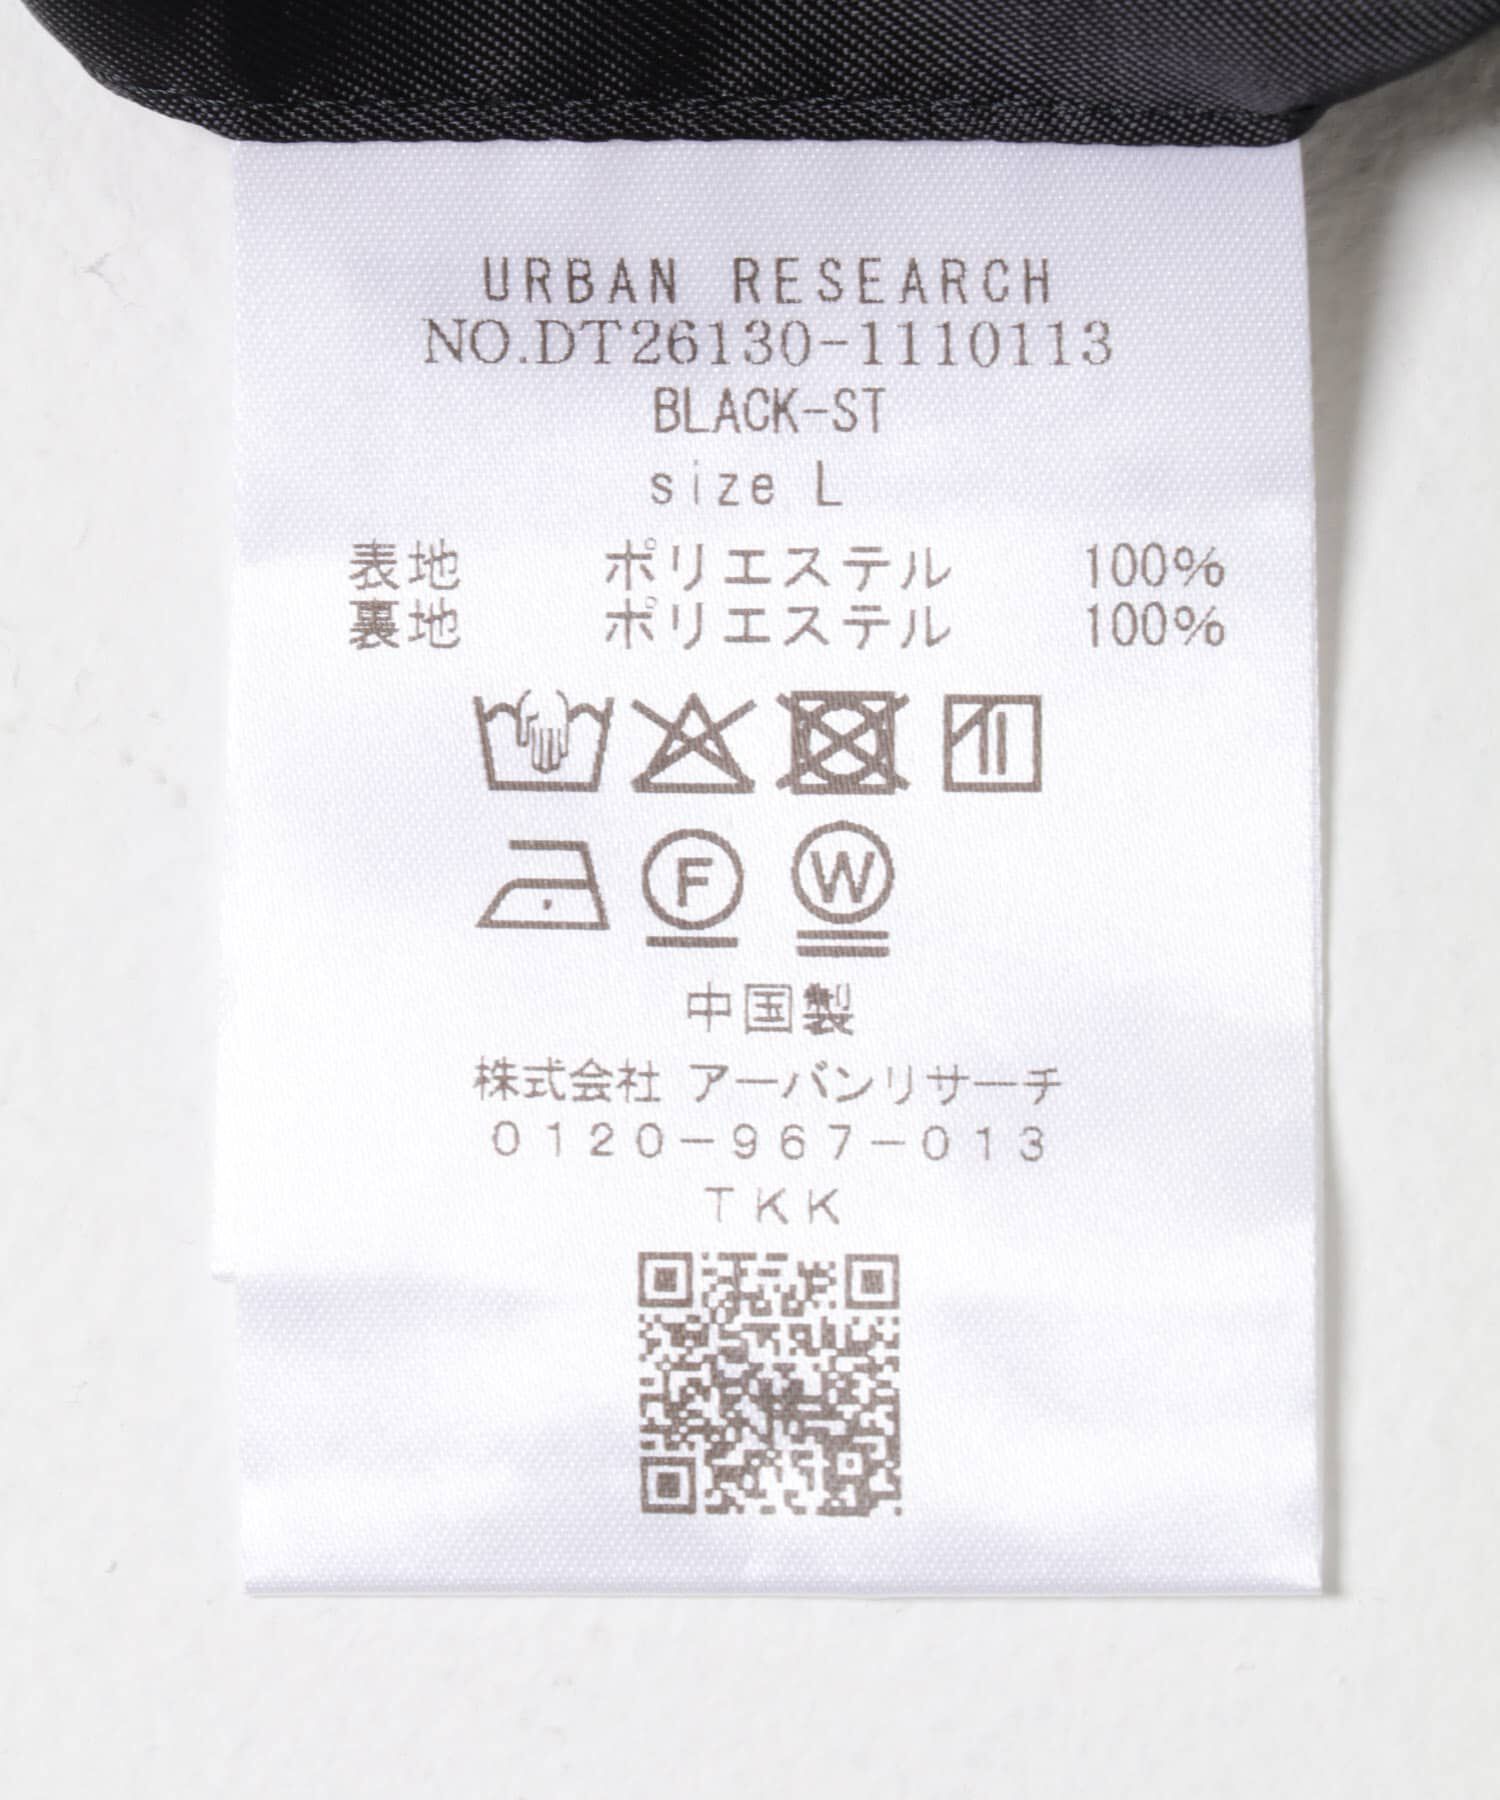 URBAN RESEARCH
NO.DT26130-1110113
BLACK-ST
size L
表地 ポリエステル 100%
裏地 ポリエステル 100%
F W
中国製
株式会社 アーバンリサーチ
0120-967-013
TKK